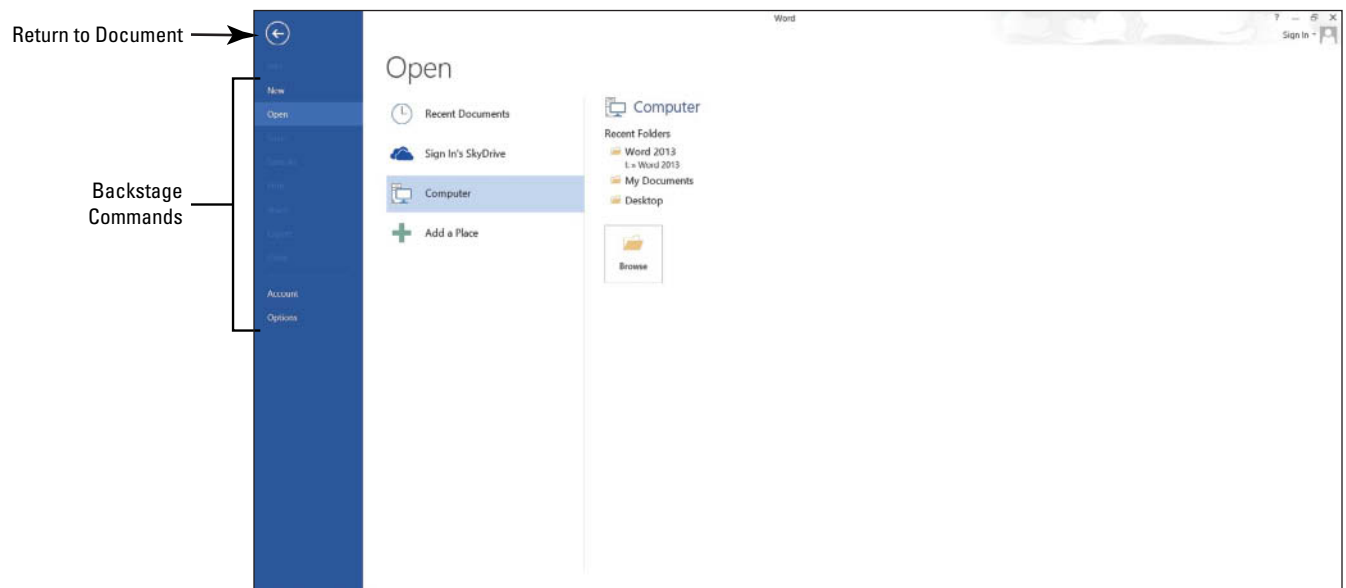 Word
? – 
Sign In
Return to Document
Open
New
Open
Recent Documents
Sign In's SkyDrive
Computer
Add a Place
Computer
Recent Folders
Word 2013
My Documents
Desktop
Browse
Backstage
Commands
Account
Options